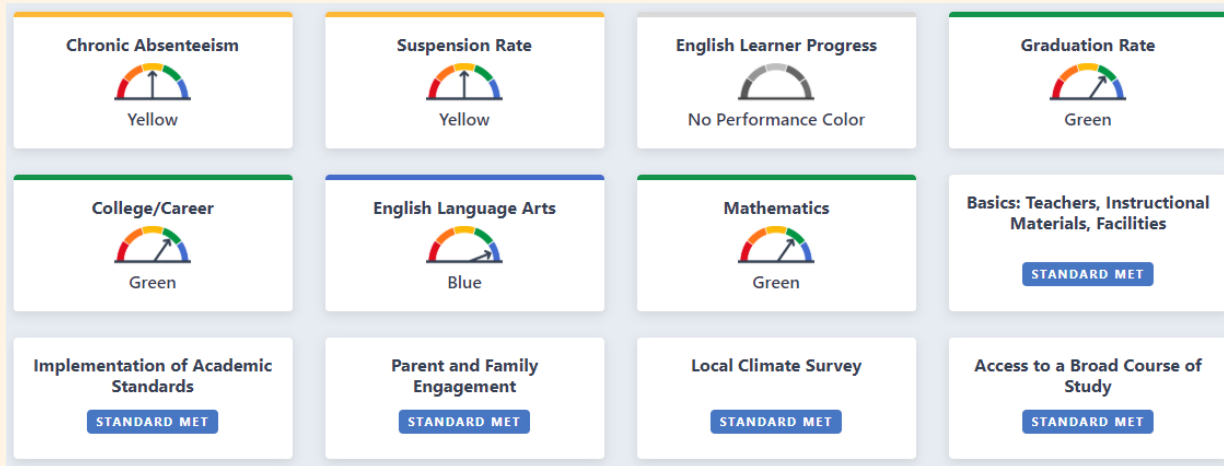 Chronic Absenteeism
Yellow
Suspension Rate
Yellow
English Learner Progress
No Performance Color
Graduation Rate
Green
College/Career
Green
English Language Arts
Blue
Mathematics
Green
Basics: Teachers, Instructional
Materials, Facilities
STANDARD MET
Implementation of Academic
Standards
STANDARD MET
Parent and Family
Engagement
STANDARD MET
Local Climate Survey
STANDARD MET
Access to a Broad Course of
Study
STANDARD MET